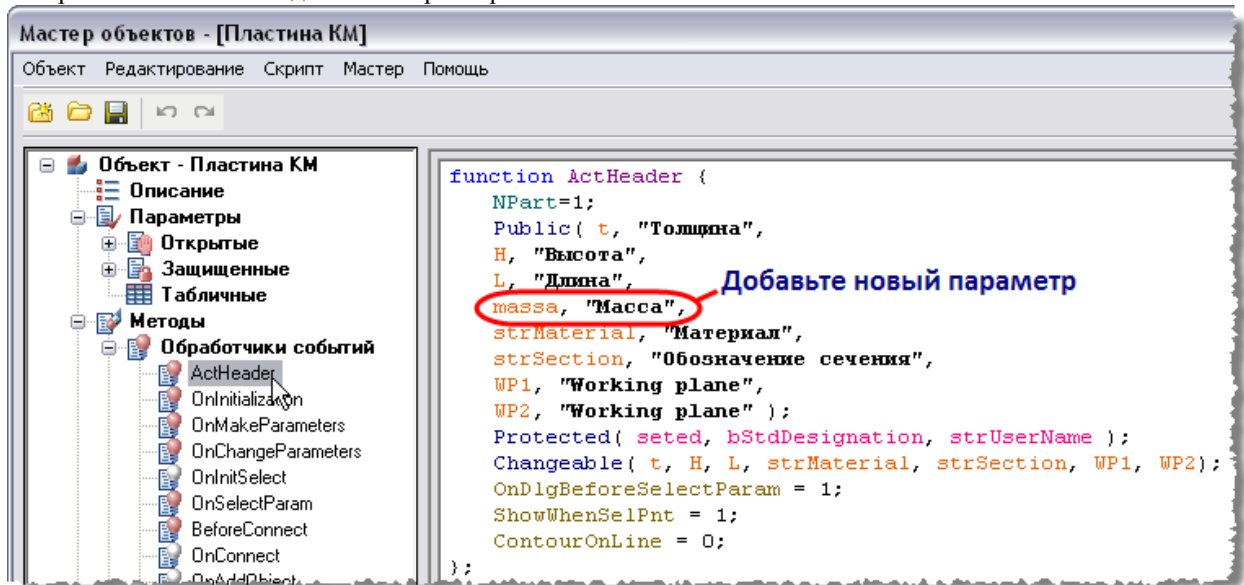 Мастер объектов - [Пластина КМ]
Объект Редактирование Скрипт Мастер Помощь
Объект - Пластина КМ
Описание
Параметры
Открытые
Защищенные
Табличные
Методы
Обработчики событий
ActHeader
OnInitialization
OnMakeParameters
OnChangeParameters
OnInitSelect
OnSelectParam
BeforeConnect
OnConnect
OnAddObject
function ActHeader {
NPart=1;
Public( t, "Толщина",
H, "Высота",
L, "Длина",
massa, "Масса",
strMaterial, "Материал",
strSection, "Обозначение сечения",
WP1, "Working plane",
WP2, "Working plane" );
Protected( seted, bStdDesignation, strUserName );
Changeable( t, H, L, strMaterial, strSection, WP1, WP2);
OnDlgBeforeSelectParam = 1;
ShowWhenSelPnt = 1;
ContourOnLine = 0;
};
Добавьте новый параметр